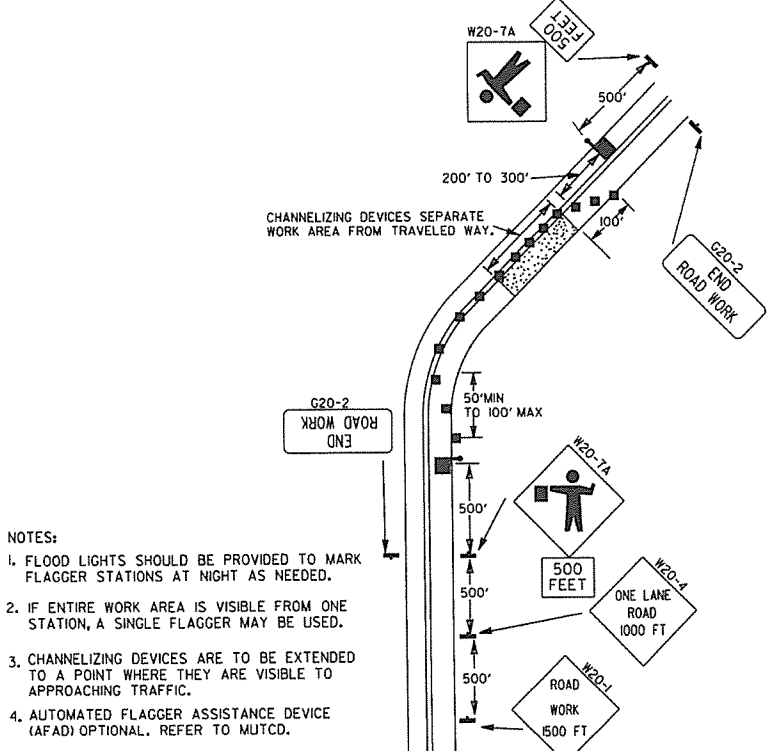 W20-7A
500
FEET
500'
200' TO 300'
CHANNELIZING DEVICES SEPARATE
WORK AREA FROM TRAVELED WAY.
100'
G20-2
END
ROAD WORK
50'MIN
TO 100' MAX
G20-2
END
ROAD WORK
W20-7A
500'
500
FEET
500'
W20-4
ONE LANE
ROAD
1000 FT
500'
W20-1
ROAD
WORK
1500 FT
NOTES:
1. FLOOD LIGHTS SHOULD BE PROVIDED TO MARK
FLAGGER STATIONS AT NIGHT AS NEEDED.
2. IF ENTIRE WORK AREA IS VISIBLE FROM ONE
STATION, A SINGLE FLAGGER MAY BE USED.
3. CHANNELIZING DEVICES ARE TO BE EXTENDED
TO A POINT WHERE THEY ARE VISIBLE TO
APPROACHING TRAFFIC.
4. AUTOMATED FLAGGER ASSISTANCE DEVICE
(AFAD) OPTIONAL. REFER TO MUTCD.